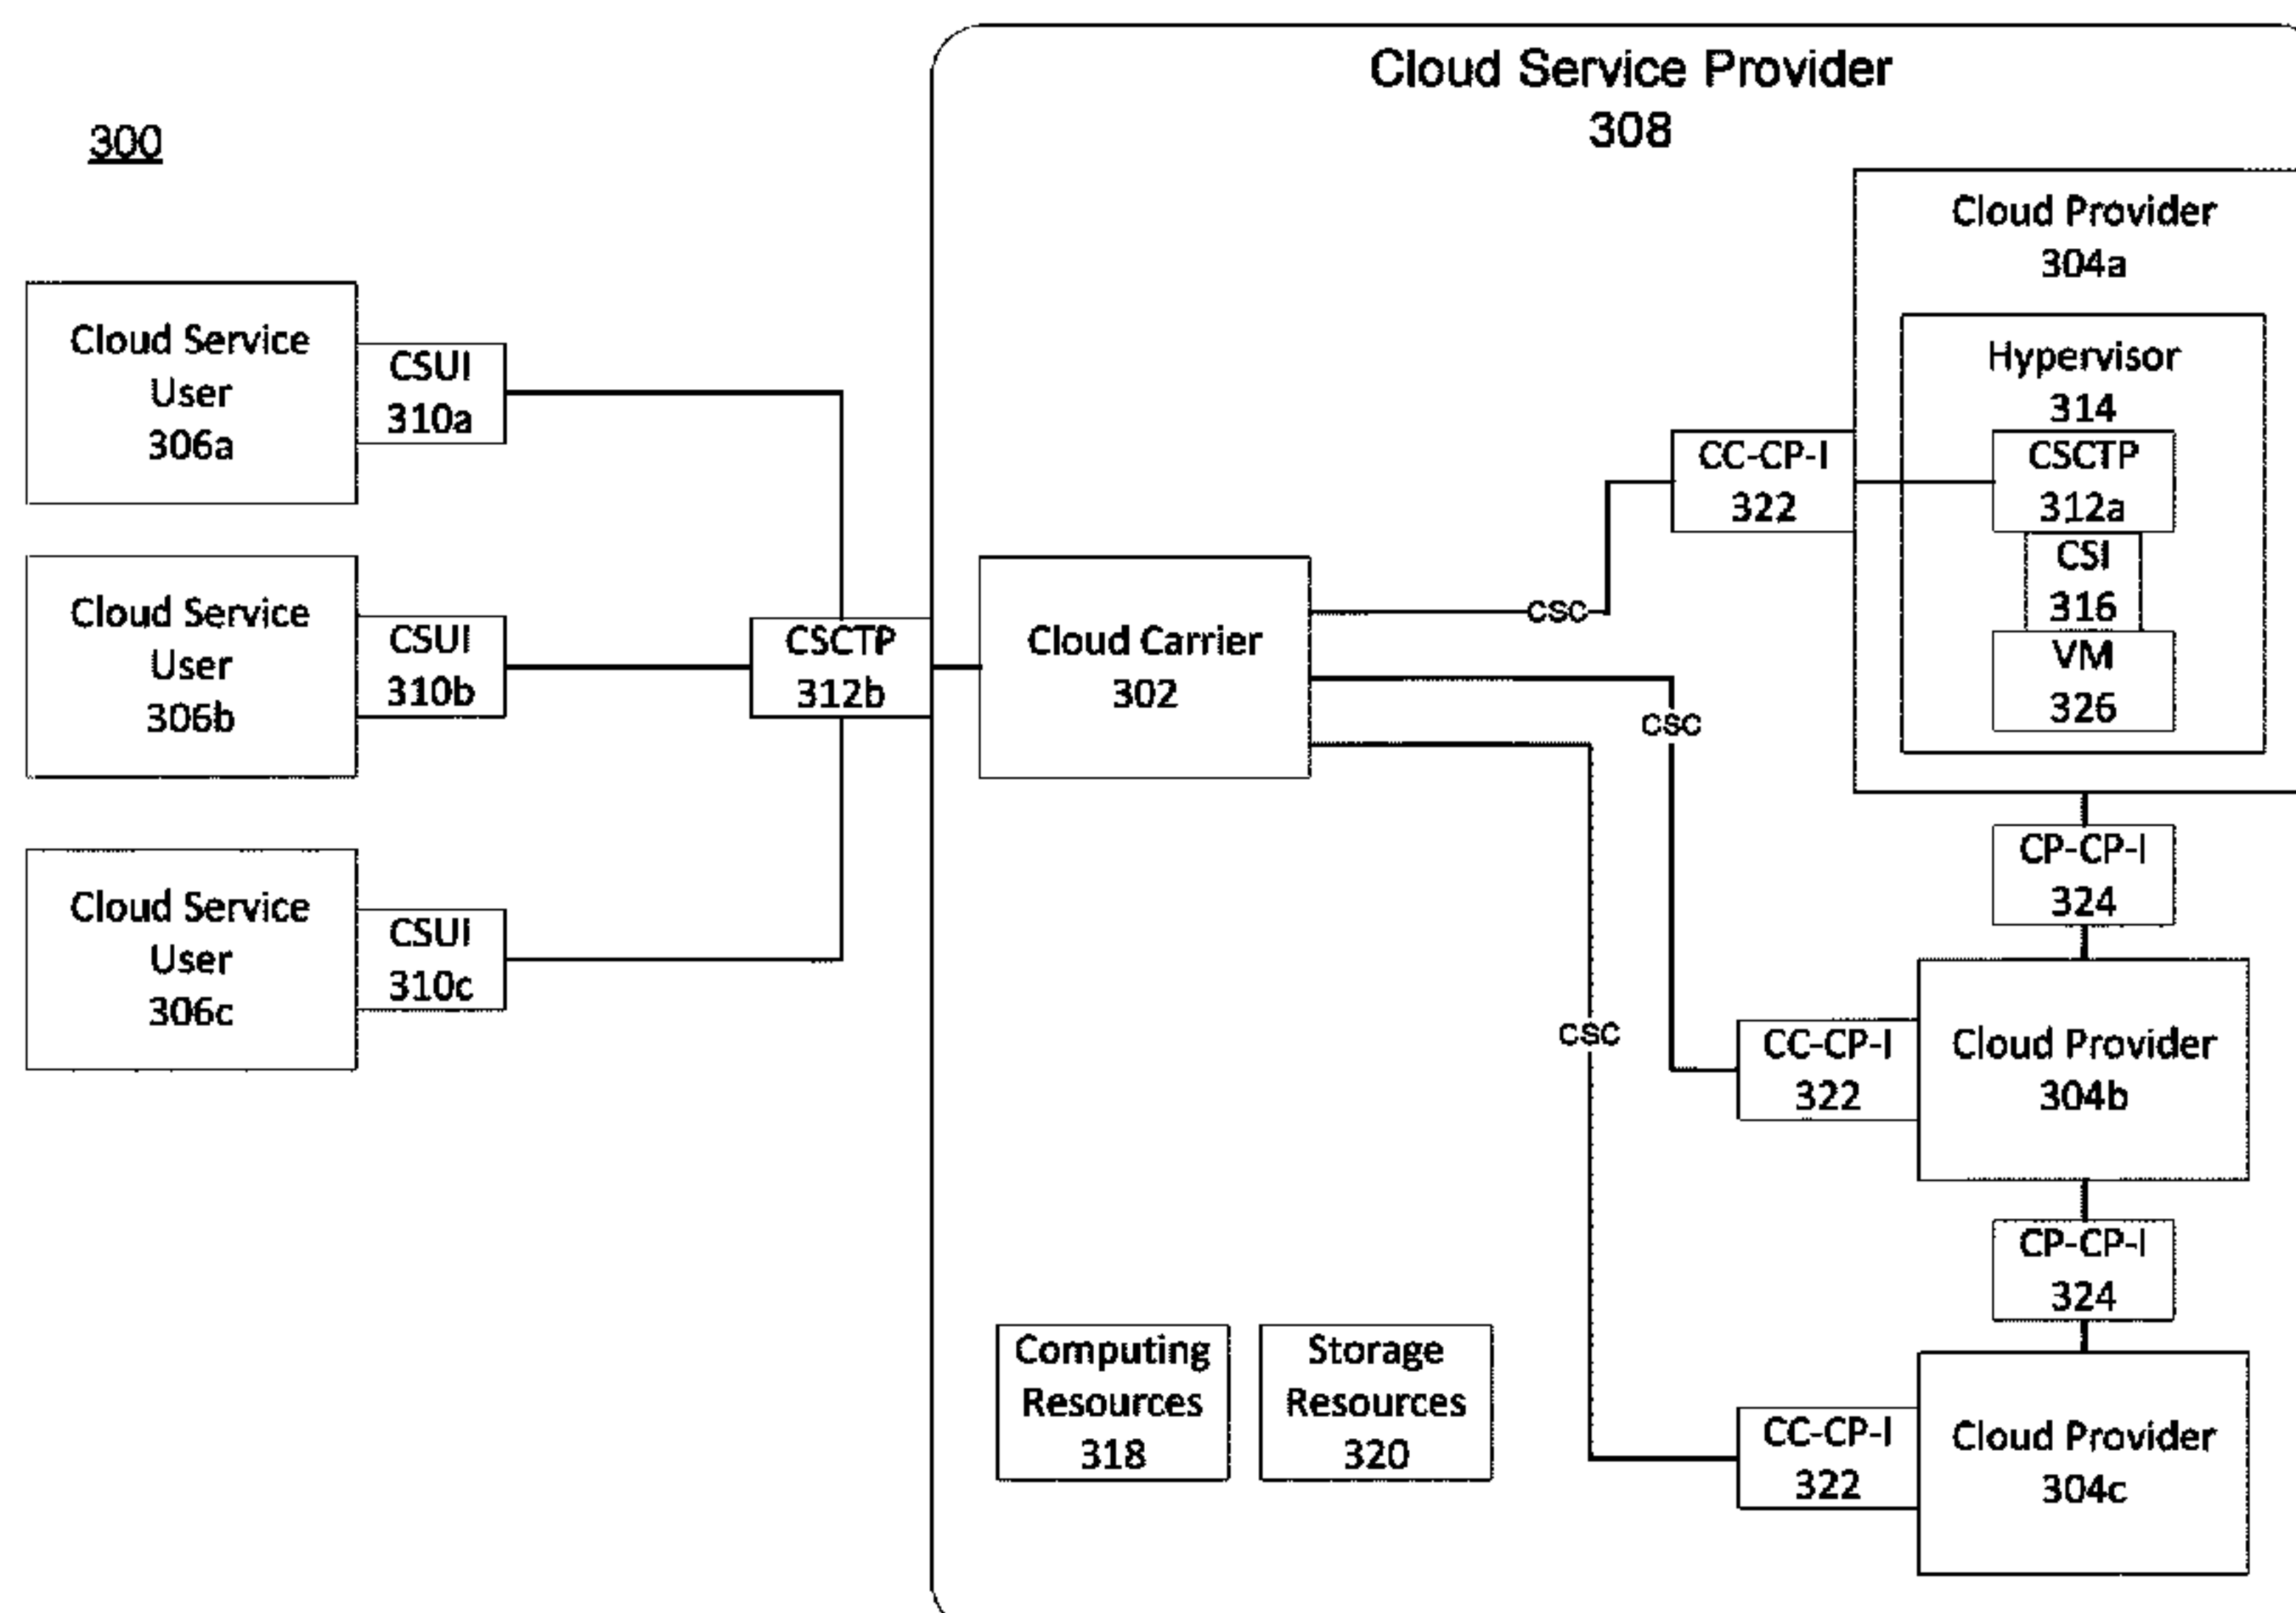 Cloud Service Provider
308
300
Cloud Provider
304a
Hypervisor
314
CSCTP
312a
CSI
316
VM
326
CC-CP-I
322
Cloud Service
User
306a
CSUI
310a
Cloud Service
User
306b
CSUI
310b
CSCTP
312b
Cloud Carrier
302
CSC
CSC
CSC
CP-CP-I
324
Cloud Service
User
306c
CSUI
310c
CC-CP-I
322
Cloud Provider
304b
CP-CP-I
324
Computing
Resources
318
Storage
Resources
320
CC-CP-I
322
Cloud Provider
304c